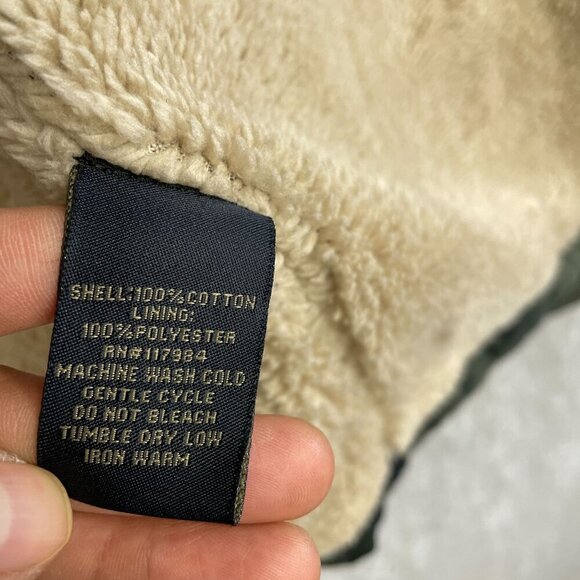 SHELL:100%COTTON
LINING:
100%POLYESTER
RN#117984
MACHINE WASH COLD
GENTLE CYCLE
DO NOT BLEACH
TUMBLE DRY LOW
IRON WARM